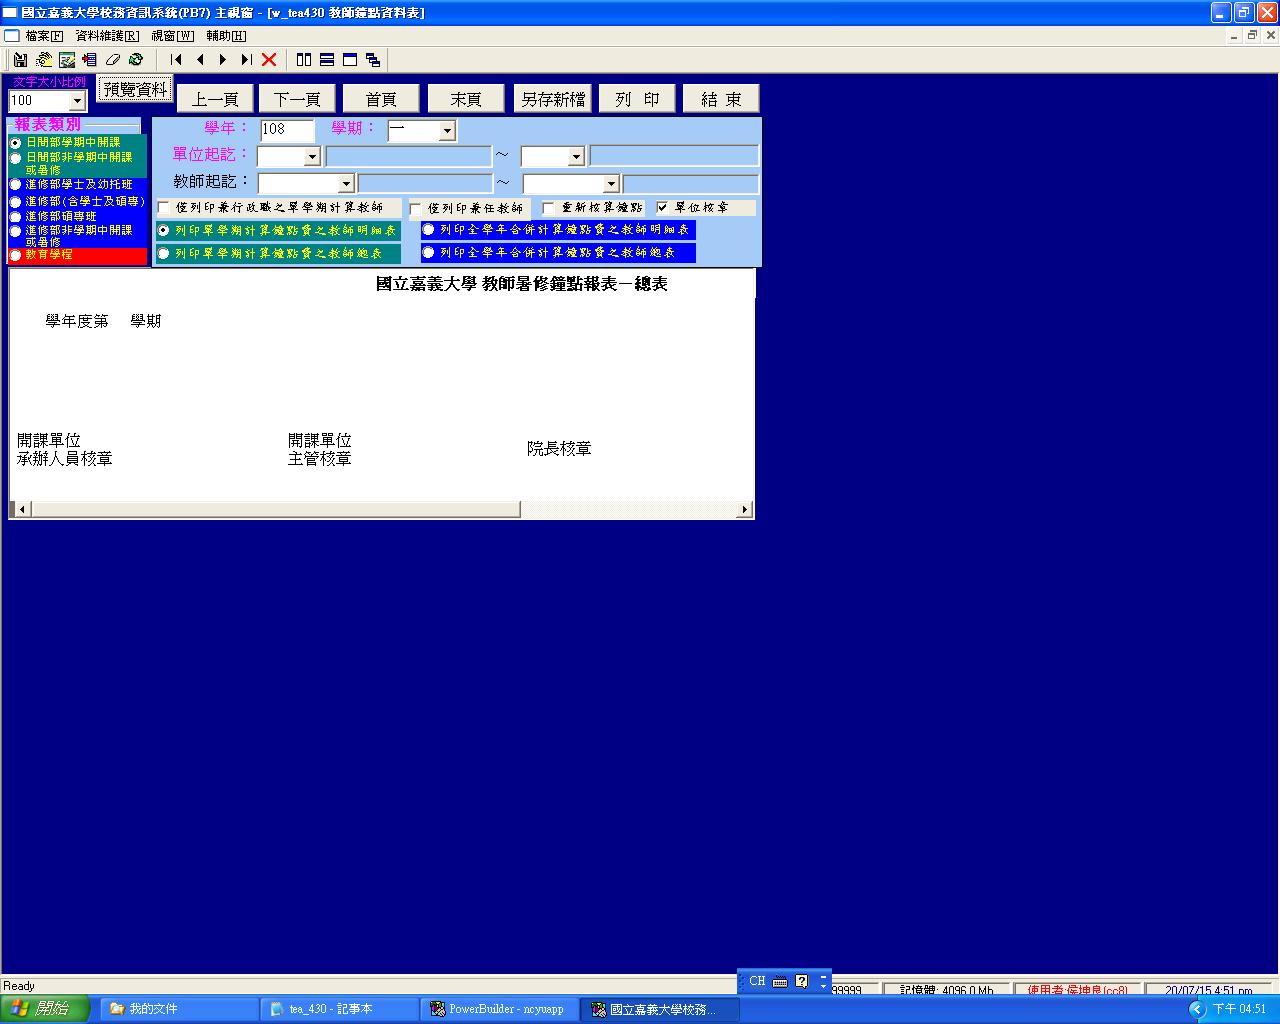 國立嘉義大學校務資訊系統(PB7) 主視窗 - [w_tea430 教師鐘點資料表]
檔案[F] 資料維護[R] 視窗[W] 輔助[H]
文字大小比例
100
預覽資料 上一頁 下一頁 首頁 末頁 另存新檔 列 印 結 束
報表類別
日間部學期中開課
日間部非學期中開課
或暑修
進修部學士及幼托班
進修部(含學士及碩專)
進修部碩專班
進修部非學期中開課
或暑修
教育學程
學年： 108 學期： 一
單位起訖： ～
教師起訖： ～
僅列印兼行政職之單學期計算教師 僅列印兼任教師 重新核算鐘點 單位核章
列印單學期計算鐘點費之教師明細表 列印全學年合併計算鐘點費之教師明細表
列印單學期計算鐘點費之教師總表 列印全學年合併計算鐘點費之教師總表
國立嘉義大學 教師暑修鐘點報表－總表
學年度第 學期
開課單位 開課單位
承辦人員核章 主管核章 院長核章
Ready
CH
99999 記憶體: 4096.0 Mb 使用者:侯坤良(cc8) 20/07/15 4:51 pm
開始 我的文件 tea_430 - 記事本 PowerBuilder - ncyuapp 國立嘉義大學校務... 下午 04:51